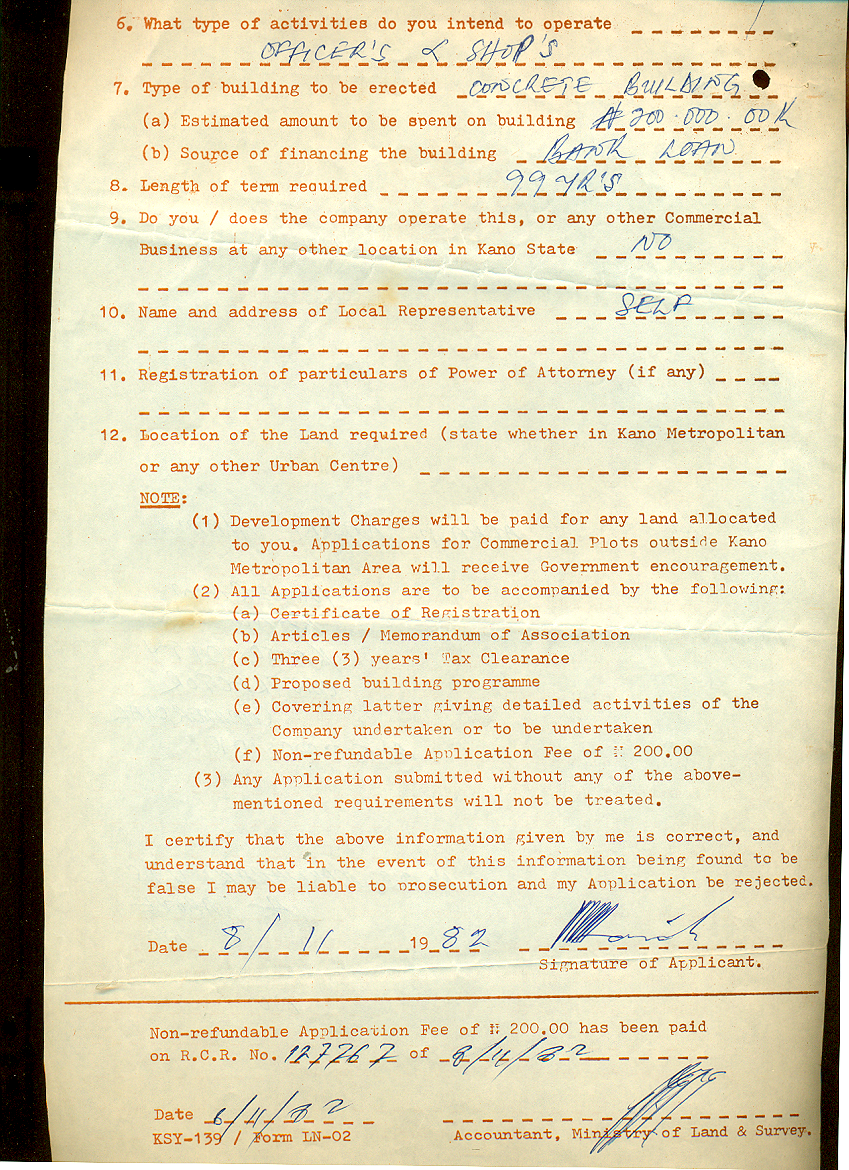 6. What type of activities do you intend to operate
OFFICER'S & SHOP'S
7. Type of building to be erected CONCRETE BUILDING
(a) Estimated amount to be spent on building ₦ 200.000.00K
(b) Source of financing the building BANK LOAN
8. Length of term required 99 YR'S
9. Do you / does the company operate this, or any other Commercial
Business at any other location in Kano State NO
10. Name and address of Local Representative SELF
11. Registration of particulars of Power of Attorney (if any)
12. Location of the Land required (state whether in Kano Metropolitan
or any other Urban Centre)
NOTE:
(1) Development Charges will be paid for any land allocated
to you. Applications for Commercial Plots outside Kano
Metropolitan Area will receive Government encouragement.
(2) All Applications are to be accompanied by the following:
(a) Certificate of Registration
(b) Articles / Memorandum of Association
(c) Three (3) years' Tax Clearance
(d) Proposed building programme
(e) Covering latter giving detailed activities of the
Company undertaken or to be undertaken
(f) Non-refundable Application Fee of ₦ 200.00
(3) Any Application submitted without any of the above-
mentioned requirements will not be treated.
I certify that the above information given by me is correct, and
understand that in the event of this information being found to be
false I may be liable to prosecution and my Application be rejected.
Date 8/11 1982
Signature of Applicant.
Non-refundable Application Fee of ₦ 200.00 has been paid
on R.C.R. No. 127767 of
Date
KSY-139 / Form LN-02 Accountant, Ministry of Land & Survey.